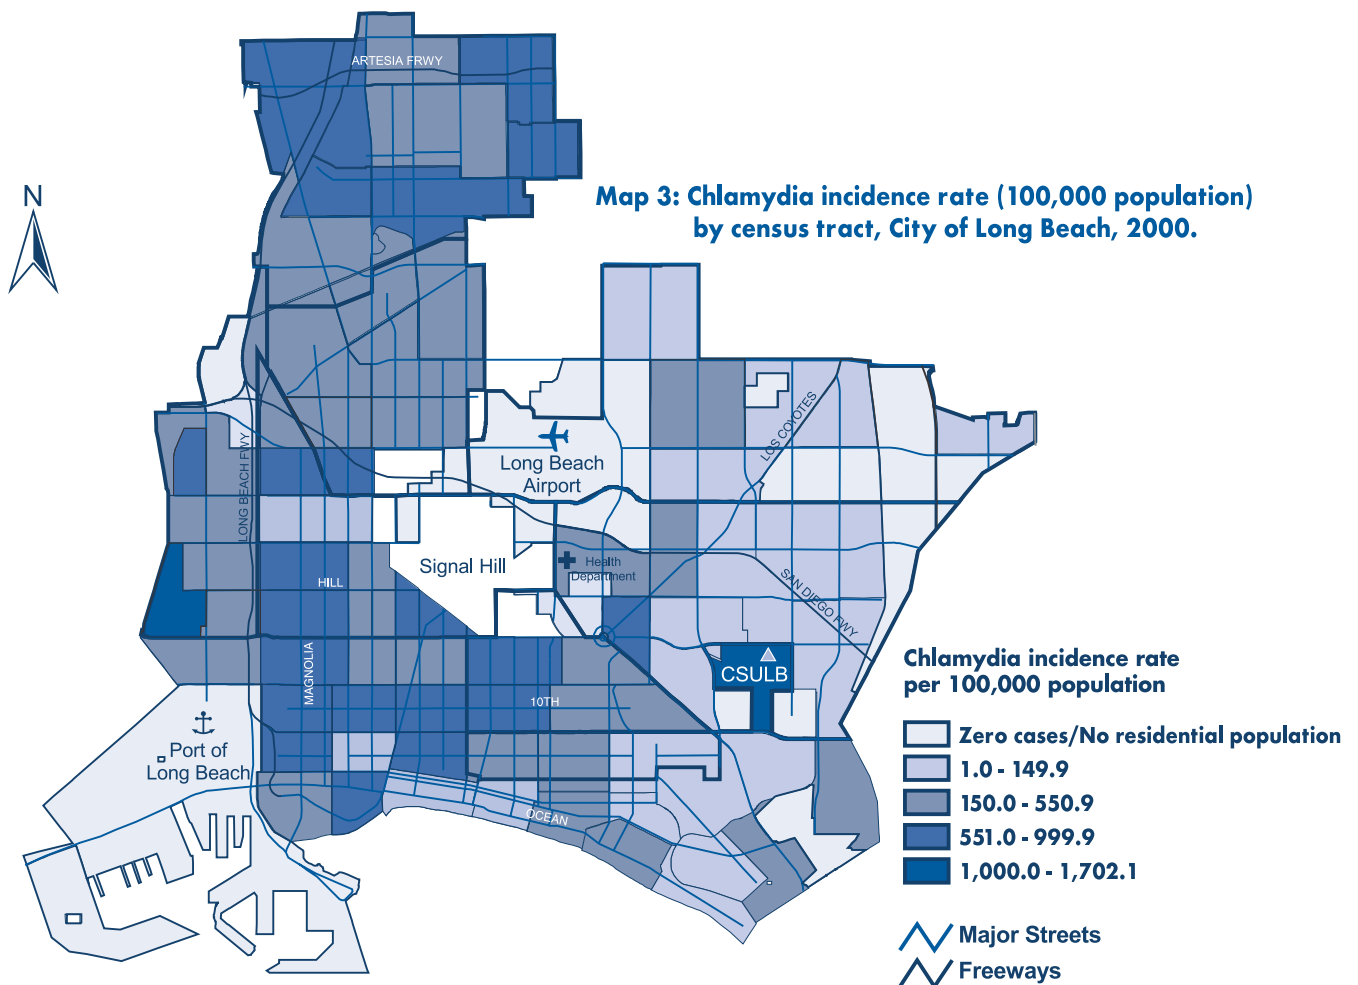 ARTESIA FRWY
N
Map 3: Chlamydia incidence rate (100,000 population)
by census tract, City of Long Beach, 2000.
LOS COYOTES
LONG BEACH FWY
Long Beach
Airport
Signal Hill
Health
Department
HILL
SAN DIEGO FWY
MAGNOLIA
CSULB
10TH
Port of
Long Beach
OCEAN
Chlamydia incidence rate
per 100,000 population
Zero cases/No residential population
1.0 - 149.9
150.0 - 550.9
551.0 - 999.9
1,000.0 - 1,702.1
Major Streets
Freeways